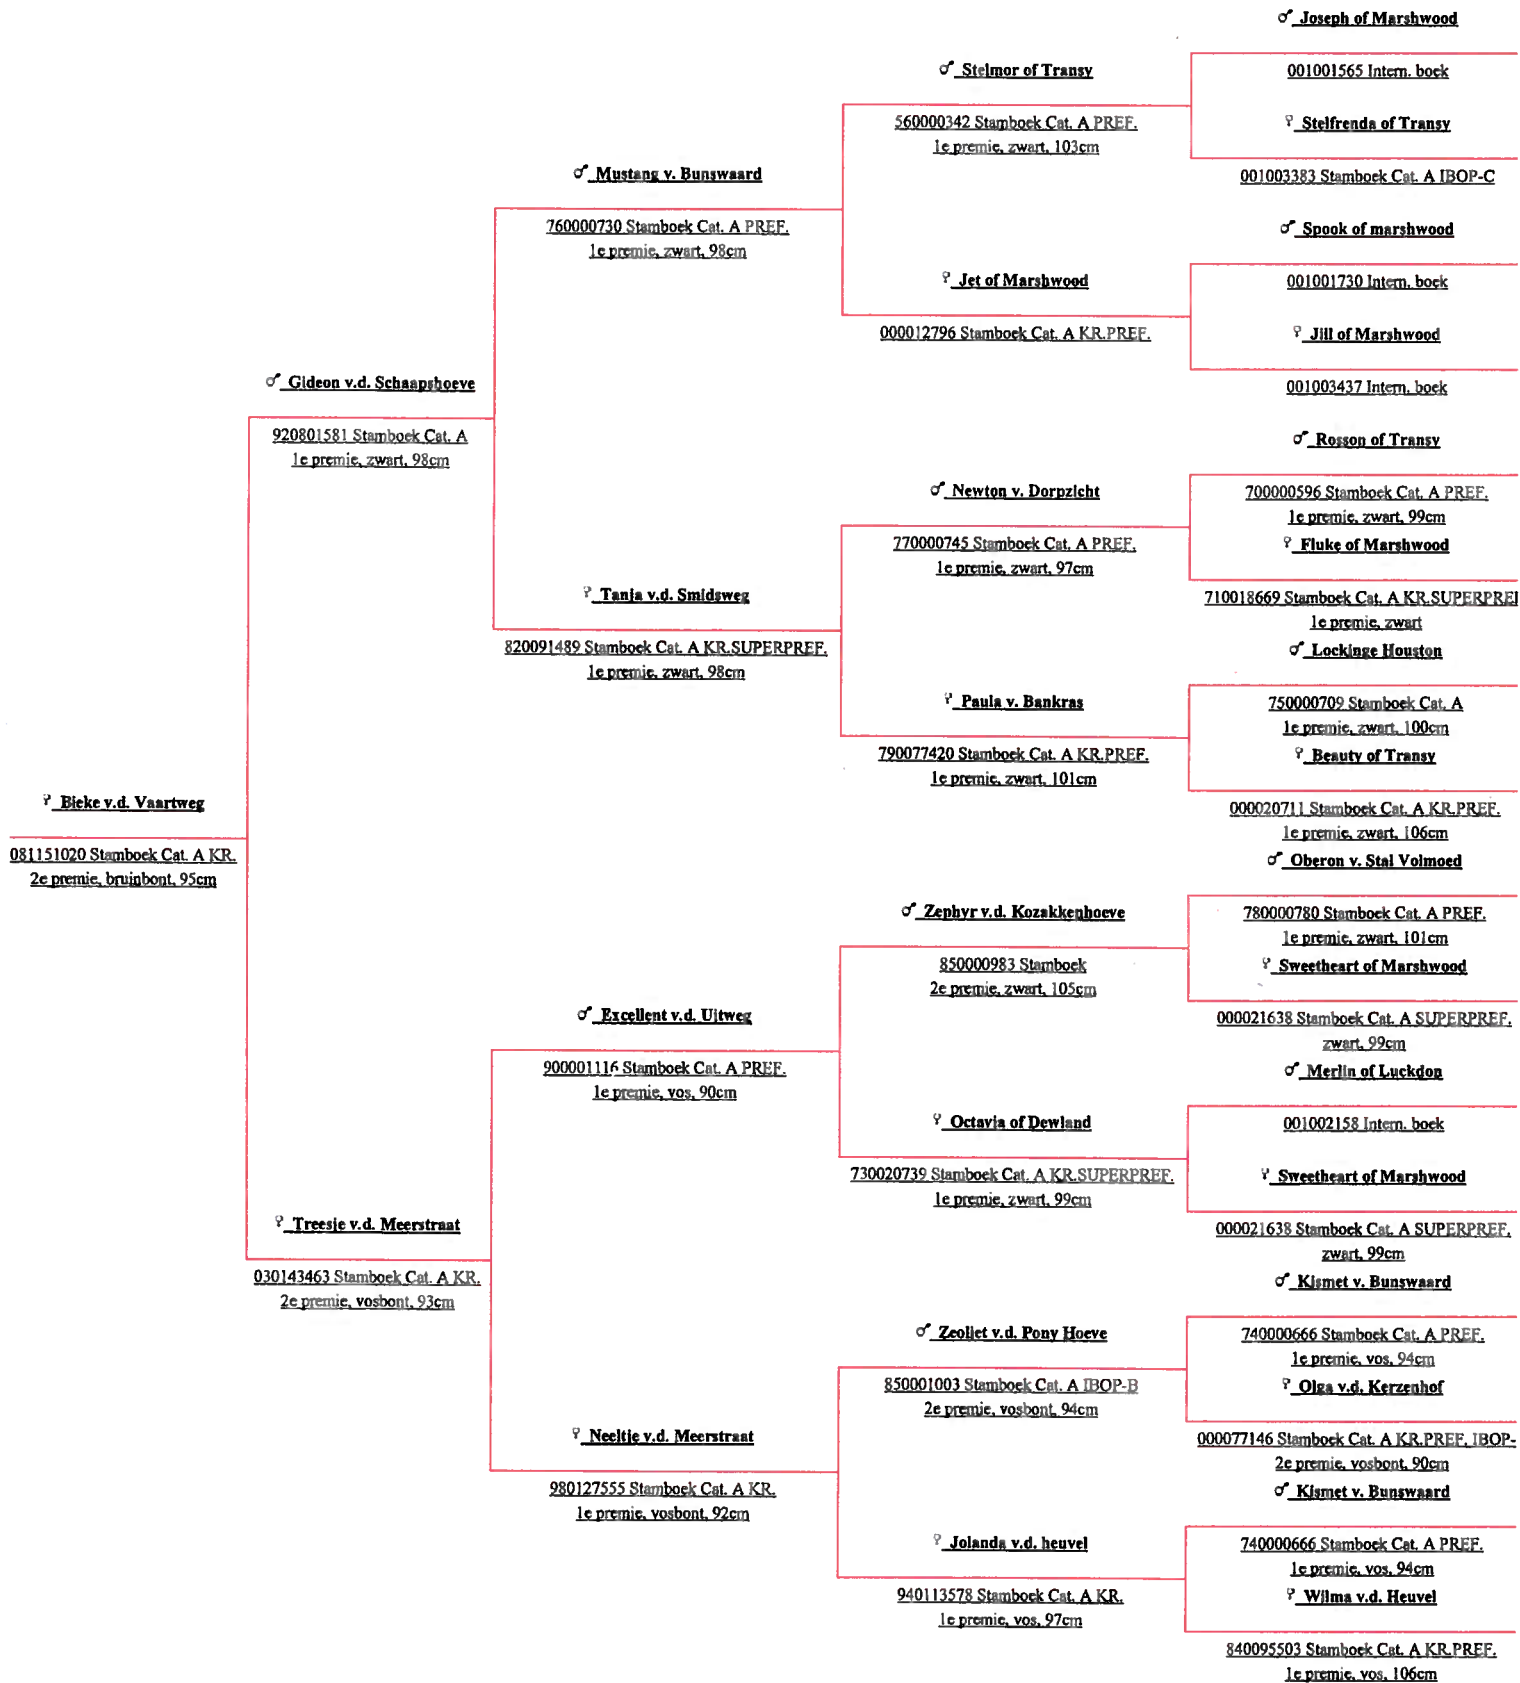 ♂ Joseph of Marshwood
001001565 Intern. boek
♂ Stelmor of Transy
560000342 Stamboek Cat. A PREF.
1e premie, zwart, 103cm
♀ Stelfrenda of Transy
001003383 Stamboek Cat. A IBOP-C
♂ Mustang v. Bunswaard
760000730 Stamboek Cat. A PREF.
1e premie, zwart, 98cm
♂ Spook of marshwood
001001730 Intern. boek
♀ Jet of Marshwood
000012796 Stamboek Cat. A KR.PREF.
♀ Jill of Marshwood
001003437 Intern. boek
♂ Gideon v.d. Schaapshoeve
920801581 Stamboek Cat. A
1e premie, zwart, 98cm
♂ Rosson of Transy
700000596 Stamboek Cat. A PREF.
1e premie, zwart, 99cm
♂ Newton v. Dorpzicht
770000745 Stamboek Cat. A PREF.
1e premie, zwart, 97cm
♀ Fluke of Marshwood
710018669 Stamboek Cat. A KR.SUPERPREF
1e premie, zwart
♀ Tanja v.d. Smidsweg
820091489 Stamboek Cat. A KR.SUPERPREF.
1e premie, zwart, 98cm
♂ Lockinge Houston
750000709 Stamboek Cat. A
1e premie, zwart, 100cm
♀ Paula v. Bankras
790077420 Stamboek Cat. A KR.PREF.
1e premie, zwart, 101cm
♀ Beauty of Transy
000020711 Stamboek Cat. A KR.PREF.
1e premie, zwart, 106cm
♀ Bieke v.d. Vaartweg
081151020 Stamboek Cat. A KR.
2e premie, bruinbont, 95cm
♂ Oberon v. Stal Volmoed
780000780 Stamboek Cat. A PREF.
1e premie, zwart, 101cm
♂ Zephyr v.d. Kozakkenhoeve
850000983 Stamboek
2e premie, zwart, 105cm
♀ Sweetheart of Marshwood
000021638 Stamboek Cat. A SUPERPREF.
zwart, 99cm
♂ Excellent v.d. Uitweg
900001116 Stamboek Cat. A PREF.
1e premie, vos, 90cm
♂ Merlin of Luckdon
001002158 Intern. boek
♀ Octavia of Dewland
730020739 Stamboek Cat. A KR.SUPERPREF.
1e premie, zwart, 99cm
♀ Sweetheart of Marshwood
000021638 Stamboek Cat. A SUPERPREF.
zwart, 99cm
♀ Treesje v.d. Meerstraat
030143463 Stamboek Cat. A KR.
2e premie, vosbont, 93cm
♂ Kismet v. Bunswaard
740000666 Stamboek Cat. A PREF.
1e premie, vos, 94cm
♂ Zeoliet v.d. Pony Hoeve
850001003 Stamboek Cat. A IBOP-B
2e premie, vosbont, 94cm
♀ Olga v.d. Kerzenhof
000077146 Stamboek Cat. A KR.PREF. IBOP-
2e premie, vosbont, 90cm
♀ Neeltje v.d. Meerstraat
980127555 Stamboek Cat. A KR.
1e premie, vosbont, 92cm
♂ Kismet v. Bunswaard
740000666 Stamboek Cat. A PREF.
1e premie, vos, 94cm
♀ Jolanda v.d. heuvel
940113578 Stamboek Cat. A KR.
1e premie, vos, 97cm
♀ Wilma v.d. Heuvel
840095503 Stamboek Cat. A KR.PREF.
1e premie, vos, 106cm